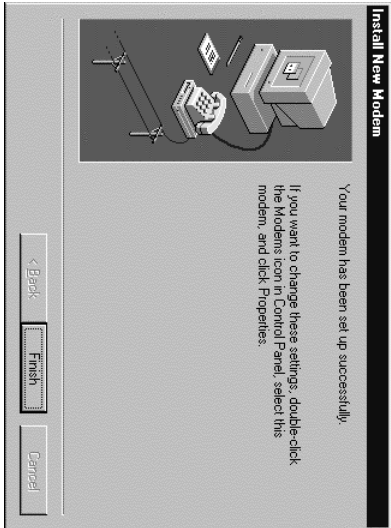 Install New Modem
Your modem has been set up successfully.
If you want to change these settings, double-click
the Modems icon in Control Panel, select this
modem, and click Properties.
< Back
Finish
Cancel